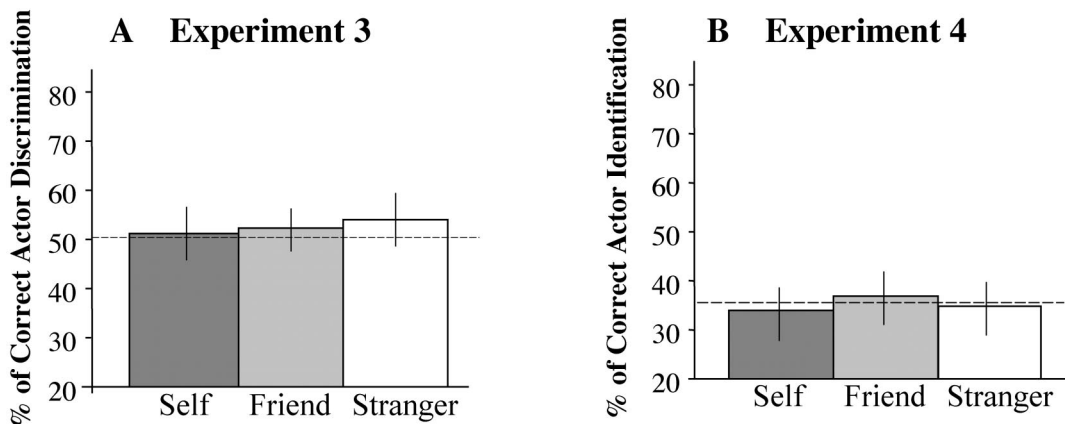 A Experiment 3
% of Correct Actor Discrimination
80
70
60
50
40
30
20
Self Friend Stranger
B Experiment 4
% of Correct Actor Identification
80
70
60
50
40
30
20
Self Friend Stranger